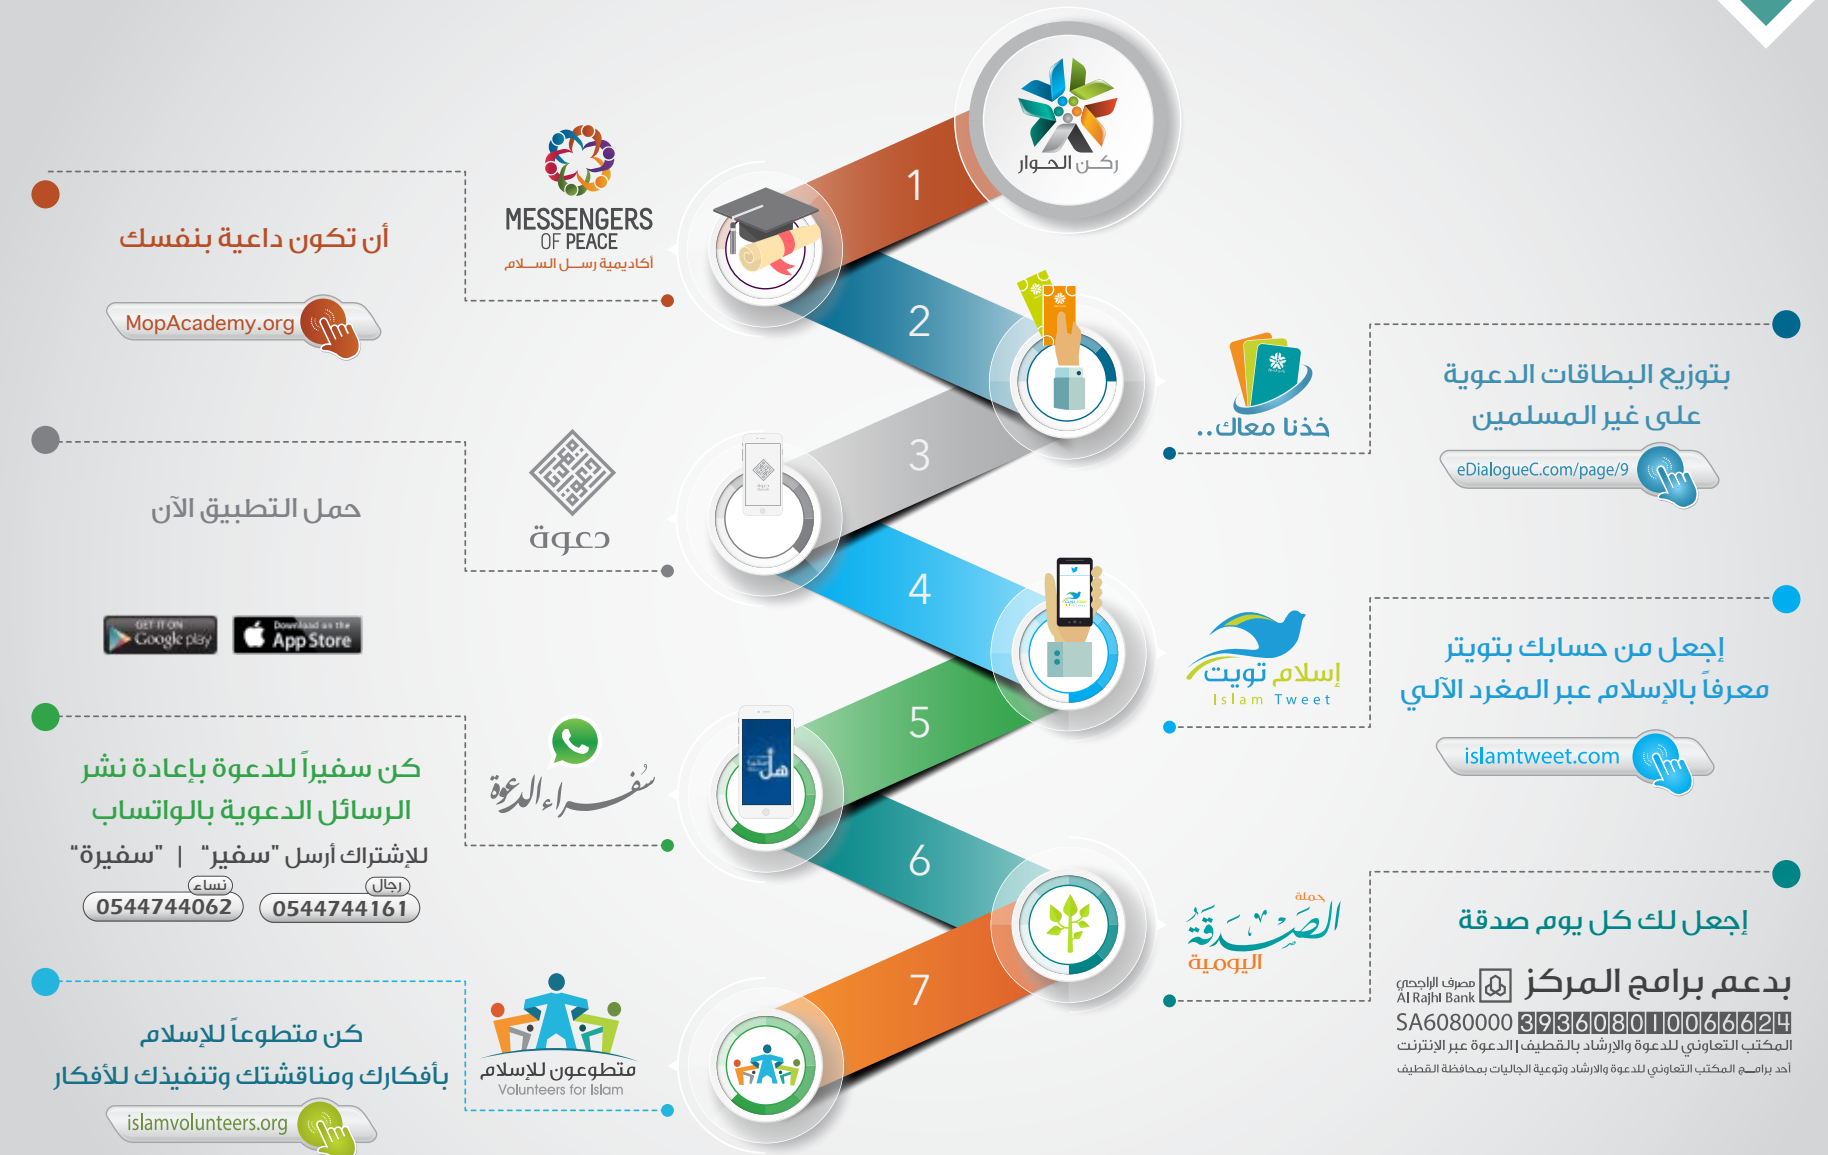 ركن الحوار
1
MESSENGERS
OF PEACE
أكاديمية رسل السلام
أن تكون داعية بنفسك
MopAcademy.org
2
خذنا معاك..
بتوزيع البطاقات الدعوية
على غير المسلمين
eDialogueC.com/page/9
3
دعوة
حمل التطبيق الآن
GET IT ON
Google play
Download on the
App Store
4
إسلام تويت
Islam Tweet
إجعل من حسابك بتويتر
معرفاً بالإسلام عبر المغرد الآلي
islamtweet.com
5
هل
سُفراء الدعوة
كن سفيراً للدعوة بإعادة نشر
الرسائل الدعوية بالواتساب
للإشتراك أرسل "سفير" | "سفيرة"
رجال
0544744161
نساء
0544744062
6
حملة
الصَّدقَةُ
اليومية
إجعل لك كل يوم صدقة
بدعم برامج المركز
مصرف الراجحي
Al Rajhi Bank
SA6080000 393608010066624
المكتب التعاوني للدعوة والإرشاد بالقطيف | الدعوة عبر الإنترنت
أحد برامج المكتب التعاوني للدعوة والارشاد وتوعية الجاليات بمحافظة القطيف
7
متطوعون للإسلام
Volunteers for Islam
كن متطوعاً للإسلام
بأفكارك ومناقشتك وتنفيذك للأفكار
islamvolunteers.org